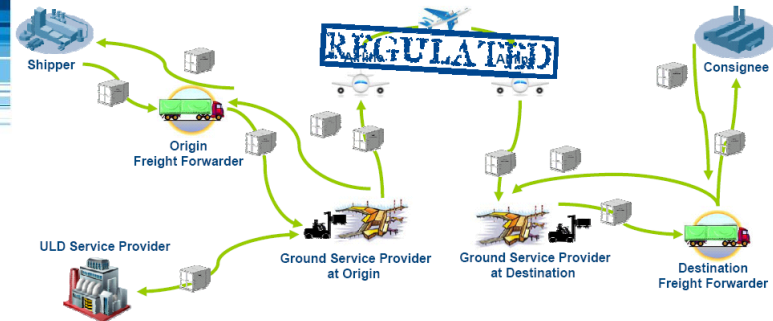 REGULATED
Shipper
Consignee
Origin
Freight Forwarder
ULD Service Provider
Ground Service Provider
at Origin
Ground Service Provider
at Destination
Destination
Freight Forwarder